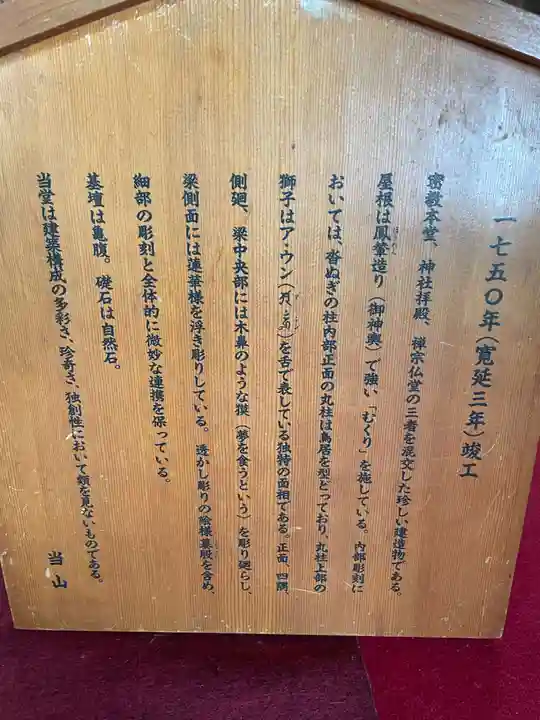 一七五〇年(寛延三年)竣工
密教本堂、神社拝殿、禅宗仏堂の三者を混交した珍しい建造物である。
屋根は鳳輦造り(御神輿)で強い「むくり」を施している。内部彫刻に
おいては、沓ぬぎの柱内部正面の丸柱は鳥居を型どっており、丸柱上部の
獅子はア・ウン()を舌で表している独特の面相である。正面、四隅、
側廻、梁中央部には木鼻のような獏(夢を食うという)を彫り廻らし、
梁側面には蓮華様を浮き彫りしている。透かし彫りの絵様蟇股を含め、
細部の彫刻と全体的に微妙な連携を保っている。
基壇は亀腹。礎石は自然石。
当堂は建築構成の多彩さ、珍奇さ、独創性において類を見ないものである。
当山